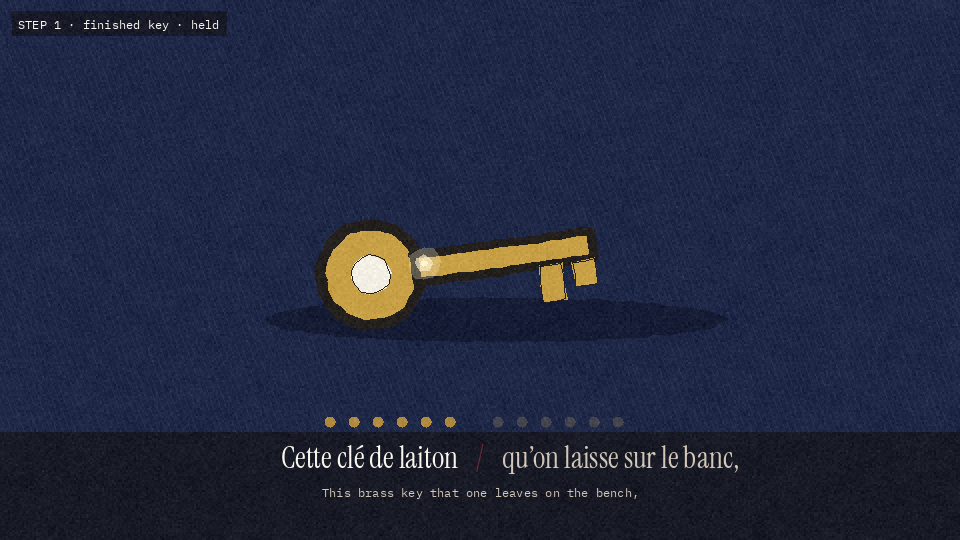 STEP 1 · finished key · held
Cette clé de laiton / qu’on laisse sur le banc,
This brass key that one leaves on the bench,